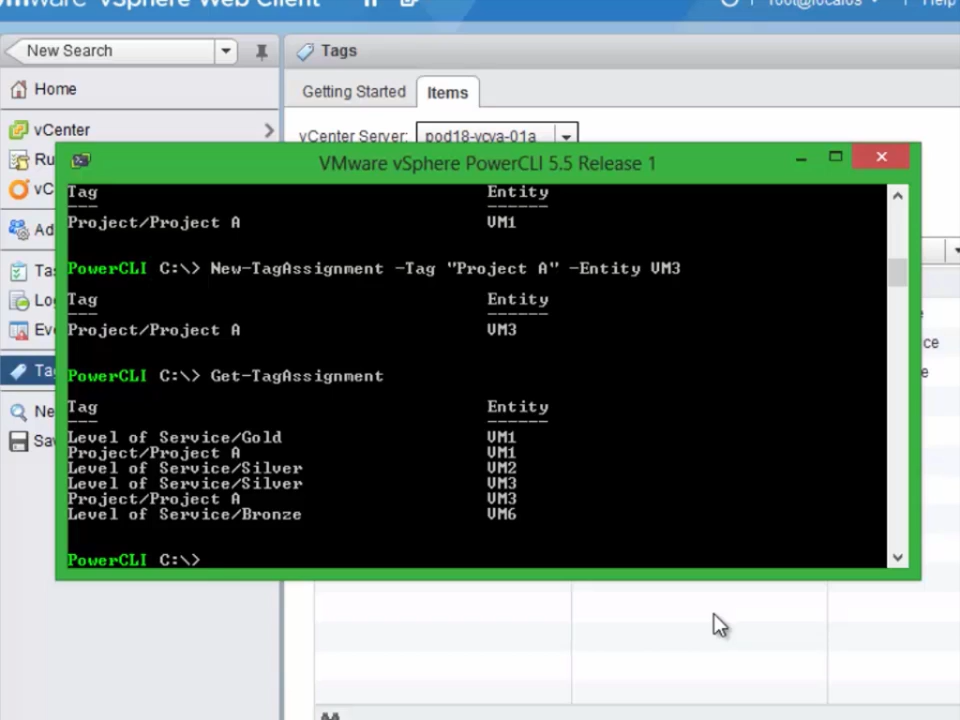 vSphere Web Client
root@localos
Help
New Search
Tags
Home
Getting Started
Items
vCenter
vCenter Server:
pod18-vcva-01a
VMware vSphere PowerCLI 5.5 Release 1
Tag Entity
--- ------
Project/Project A VM1
PowerCLI C:\> New-TagAssignment -Tag "Project A" -Entity VM3
Tag Entity
--- ------
Project/Project A VM3
PowerCLI C:\> Get-TagAssignment
Tag Entity
--- ------
Level of Service/Gold VM1
Project/Project A VM1
Level of Service/Silver VM2
Level of Service/Silver VM3
Project/Project A VM3
Level of Service/Bronze VM6
PowerCLI C:\>